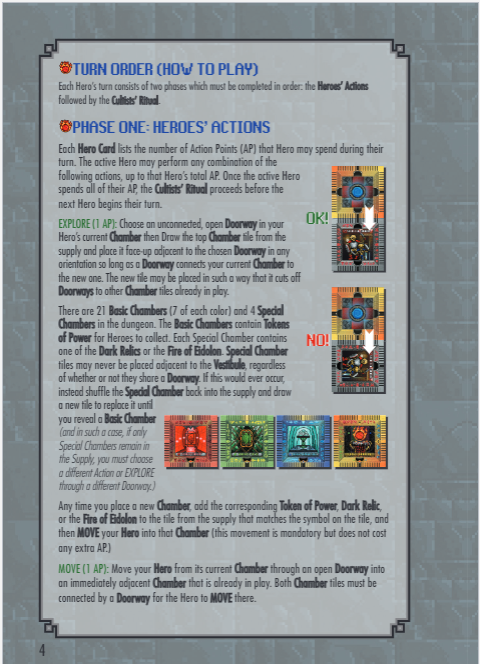 TURN ORDER (HOW TO PLAY)
Each Hero's turn consists of two phases which must be completed in order: the Heroes' Actions
followed by the Cultists' Ritual.
PHASE ONE: HEROES' ACTIONS
Each Hero Card lists the number of Action Points (AP) that Hero may spend during their
turn. The active Hero may perform any combination of the
following actions, up to that Hero's total AP. Once the active Hero
spends all of their AP, the Cultists' Ritual proceeds before the
next Hero begins their turn.
OK!
EXPLORE (1 AP): Choose an unconnected, open Doorway in your
Hero's current Chamber then Draw the top Chamber tile from the
supply and place it face-up adjacent to the chosen Doorway in any
orientation so long as a Doorway connects your current Chamber to
the new one. The new tile may be placed in such a way that it cuts off
Doorways to other Chamber tiles already in play.
There are 21 Basic Chambers (7 of each color) and 4 Special
Chambers in the dungeon. The Basic Chambers contain Tokens
of Power for Heroes to collect. Each Special Chamber contains
one of the Dark Relics or the Fire of Eidolon. Special Chamber
tiles may never be placed adjacent to the Vestibule, regardless
of whether or not they share a Doorway. If this would ever occur,
instead shuffle the Special Chamber back into the supply and draw
a new tile to replace it until
you reveal a Basic Chamber
(and in such a case, if only
Special Chambers remain in
the Supply, you must choose
a different Action or EXPLORE
through a different Doorway.)
NO!
Any time you place a new Chamber, add the corresponding Token of Power, Dark Relic,
or the Fire of Eidolon to the tile from the supply that matches the symbol on the tile, and
then MOVE your Hero into that Chamber (this movement is mandatory but does not cost
any extra AP.)
MOVE (1 AP): Move your Hero from its current Chamber through an open Doorway into
an immediately adjacent Chamber that is already in play. Both Chamber tiles must be
connected by a Doorway for the Hero to MOVE there.
4